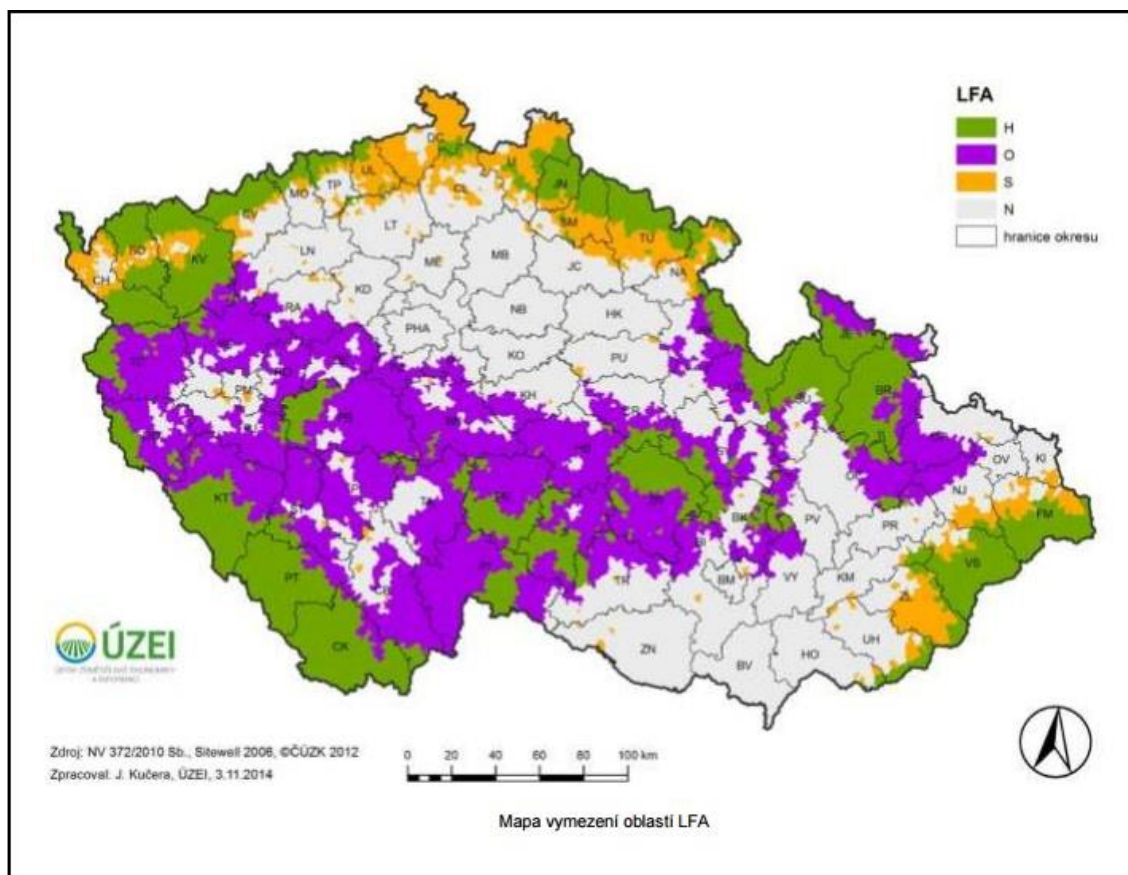 LFA
H
O
S
N
hranice okresu
DC
UL
TP
MO
LI
JN
CL
SM
TU
LT
LN
ME
MB
JC
NA
KV
CH
KD
RA
PHA
NB
HK
KO
PU
KH
PM
KT
PT
CK
TR
ZN
BM
BV
VY
HO
UH
KM
PV
PR
NJ
OV
KI
FM
VS
ZL
BR
ÚZEI
Zdroj: NV 372/2010 Sb., Sitewell 2006, ©ČÚZK 2012
Zpracoval: J. Kučera, ÚZEI, 3.11.2014
0 20 40 60 80 100 km
Mapa vymezení oblastí LFA